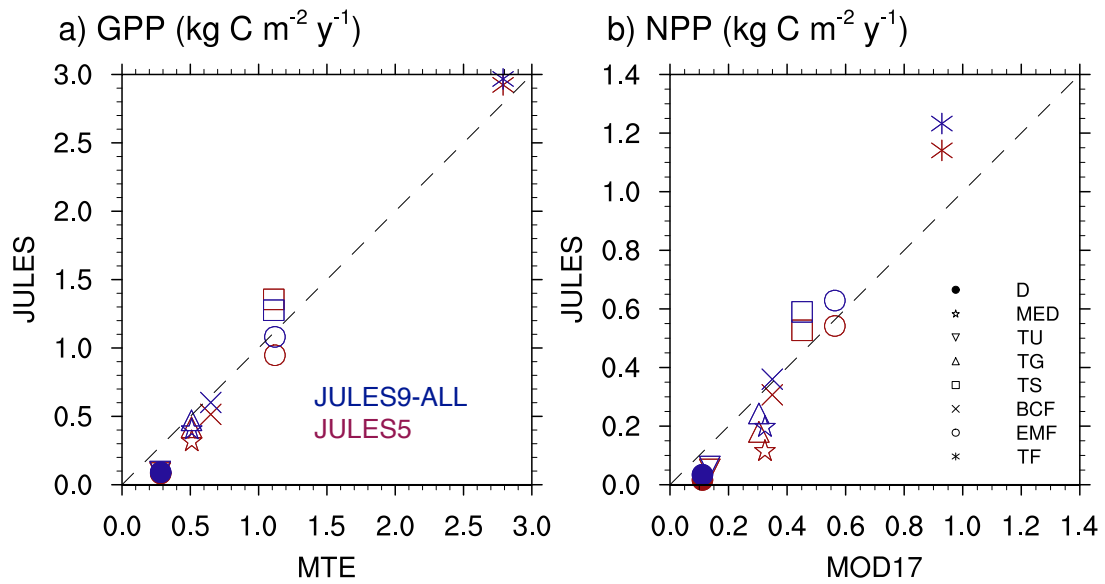 a) GPP (kg C m-2 y-1)
3.0
2.5
2.0
1.5
1.0
0.5
0.0
JULES
JULES9-ALL
JULES5
0.0 0.5 1.0 1.5 2.0 2.5 3.0
MTE
b) NPP (kg C m-2 y-1)
1.4
1.2
1.0
0.8
0.6
0.4
0.2
0.0
JULES
D
MED
TU
TG
TS
BCF
EMF
TF
0.0 0.2 0.4 0.6 0.8 1.0 1.2 1.4
MOD17